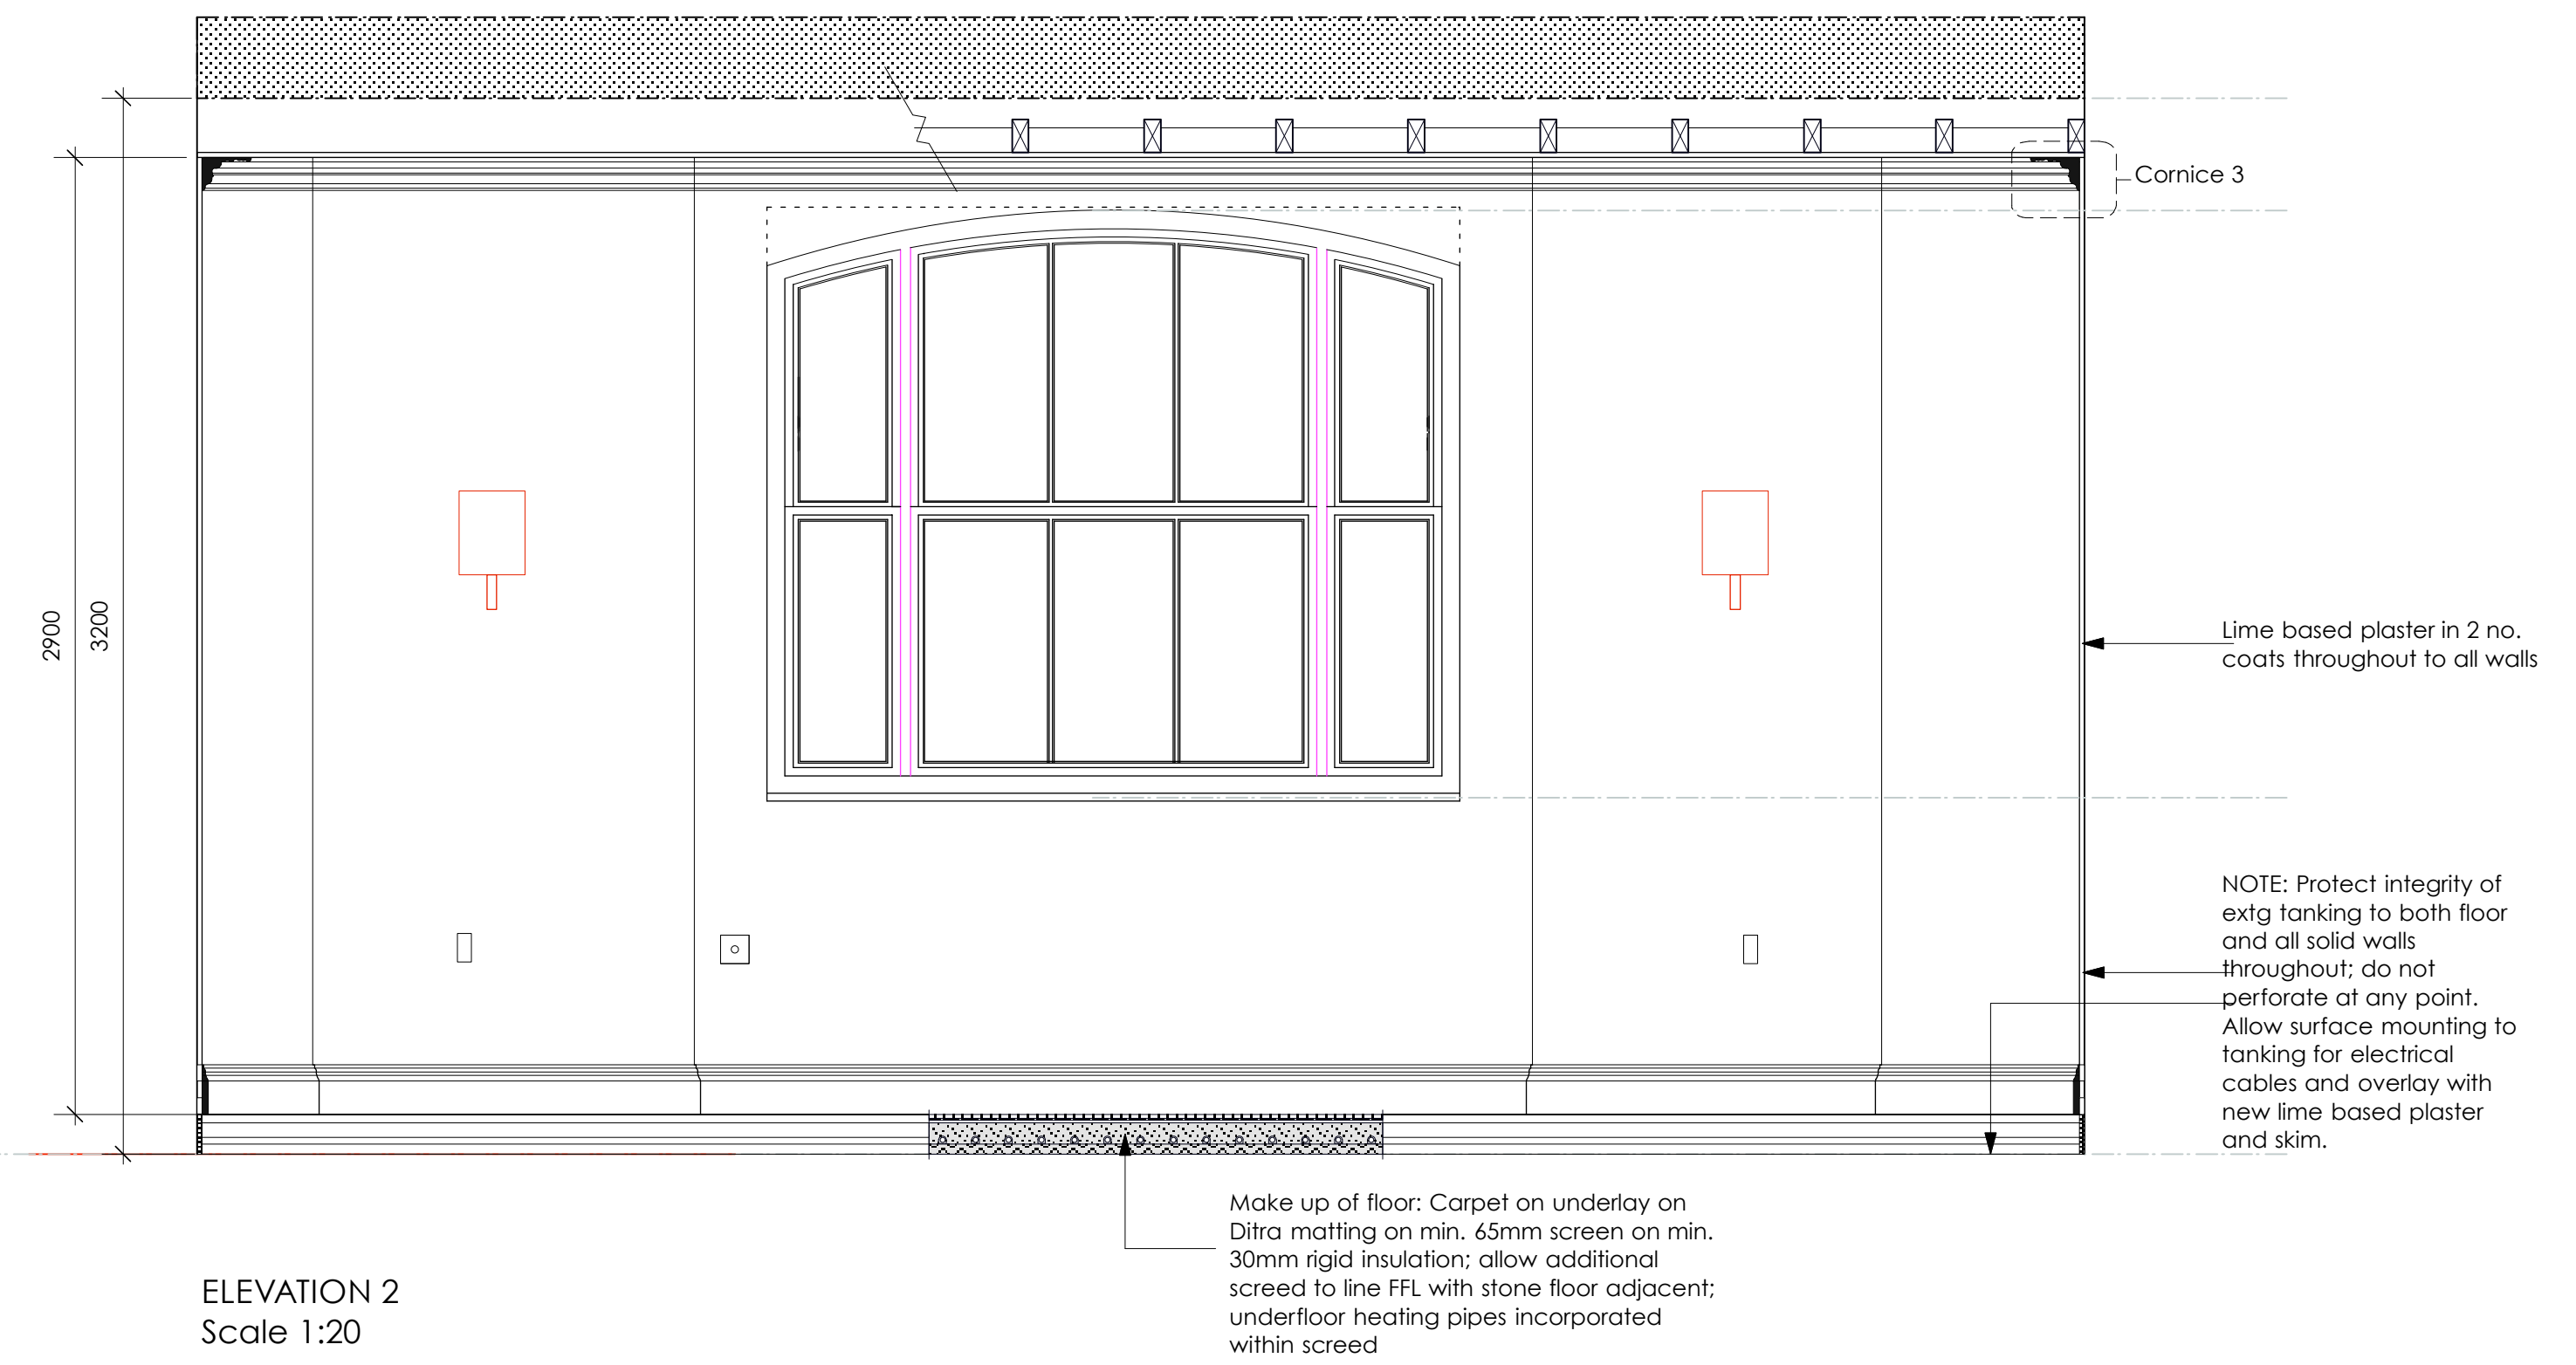 Cornice 3
2900
3200
Lime based plaster in 2 no.
coats throughout to all walls
NOTE: Protect integrity of
extg tanking to both floor
and all solid walls
throughout; do not
perforate at any point.
Allow surface mounting to
tanking for electrical
cables and overlay with
new lime based plaster
and skim.
Make up of floor: Carpet on underlay on
Ditra matting on min. 65mm screen on min.
30mm rigid insulation; allow additional
screed to line FFL with stone floor adjacent;
underfloor heating pipes incorporated
within screed
ELEVATION 2
Scale 1:20